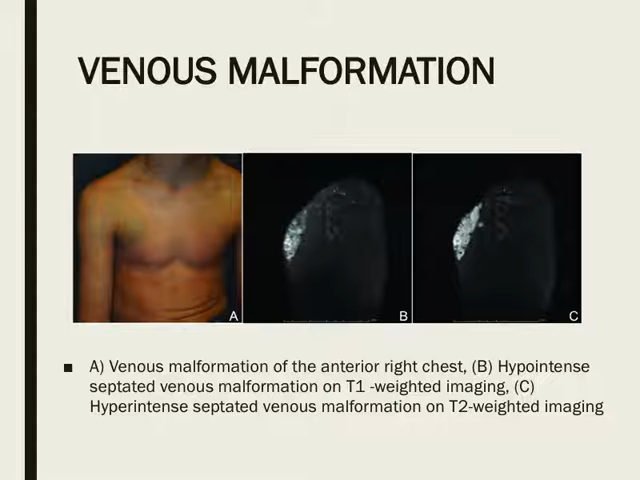 VENOUS MALFORMATION
A B C
■ A) Venous malformation of the anterior right chest, (B) Hypointense
septated venous malformation on T1 -weighted imaging, (C)
Hyperintense septated venous malformation on T2-weighted imaging